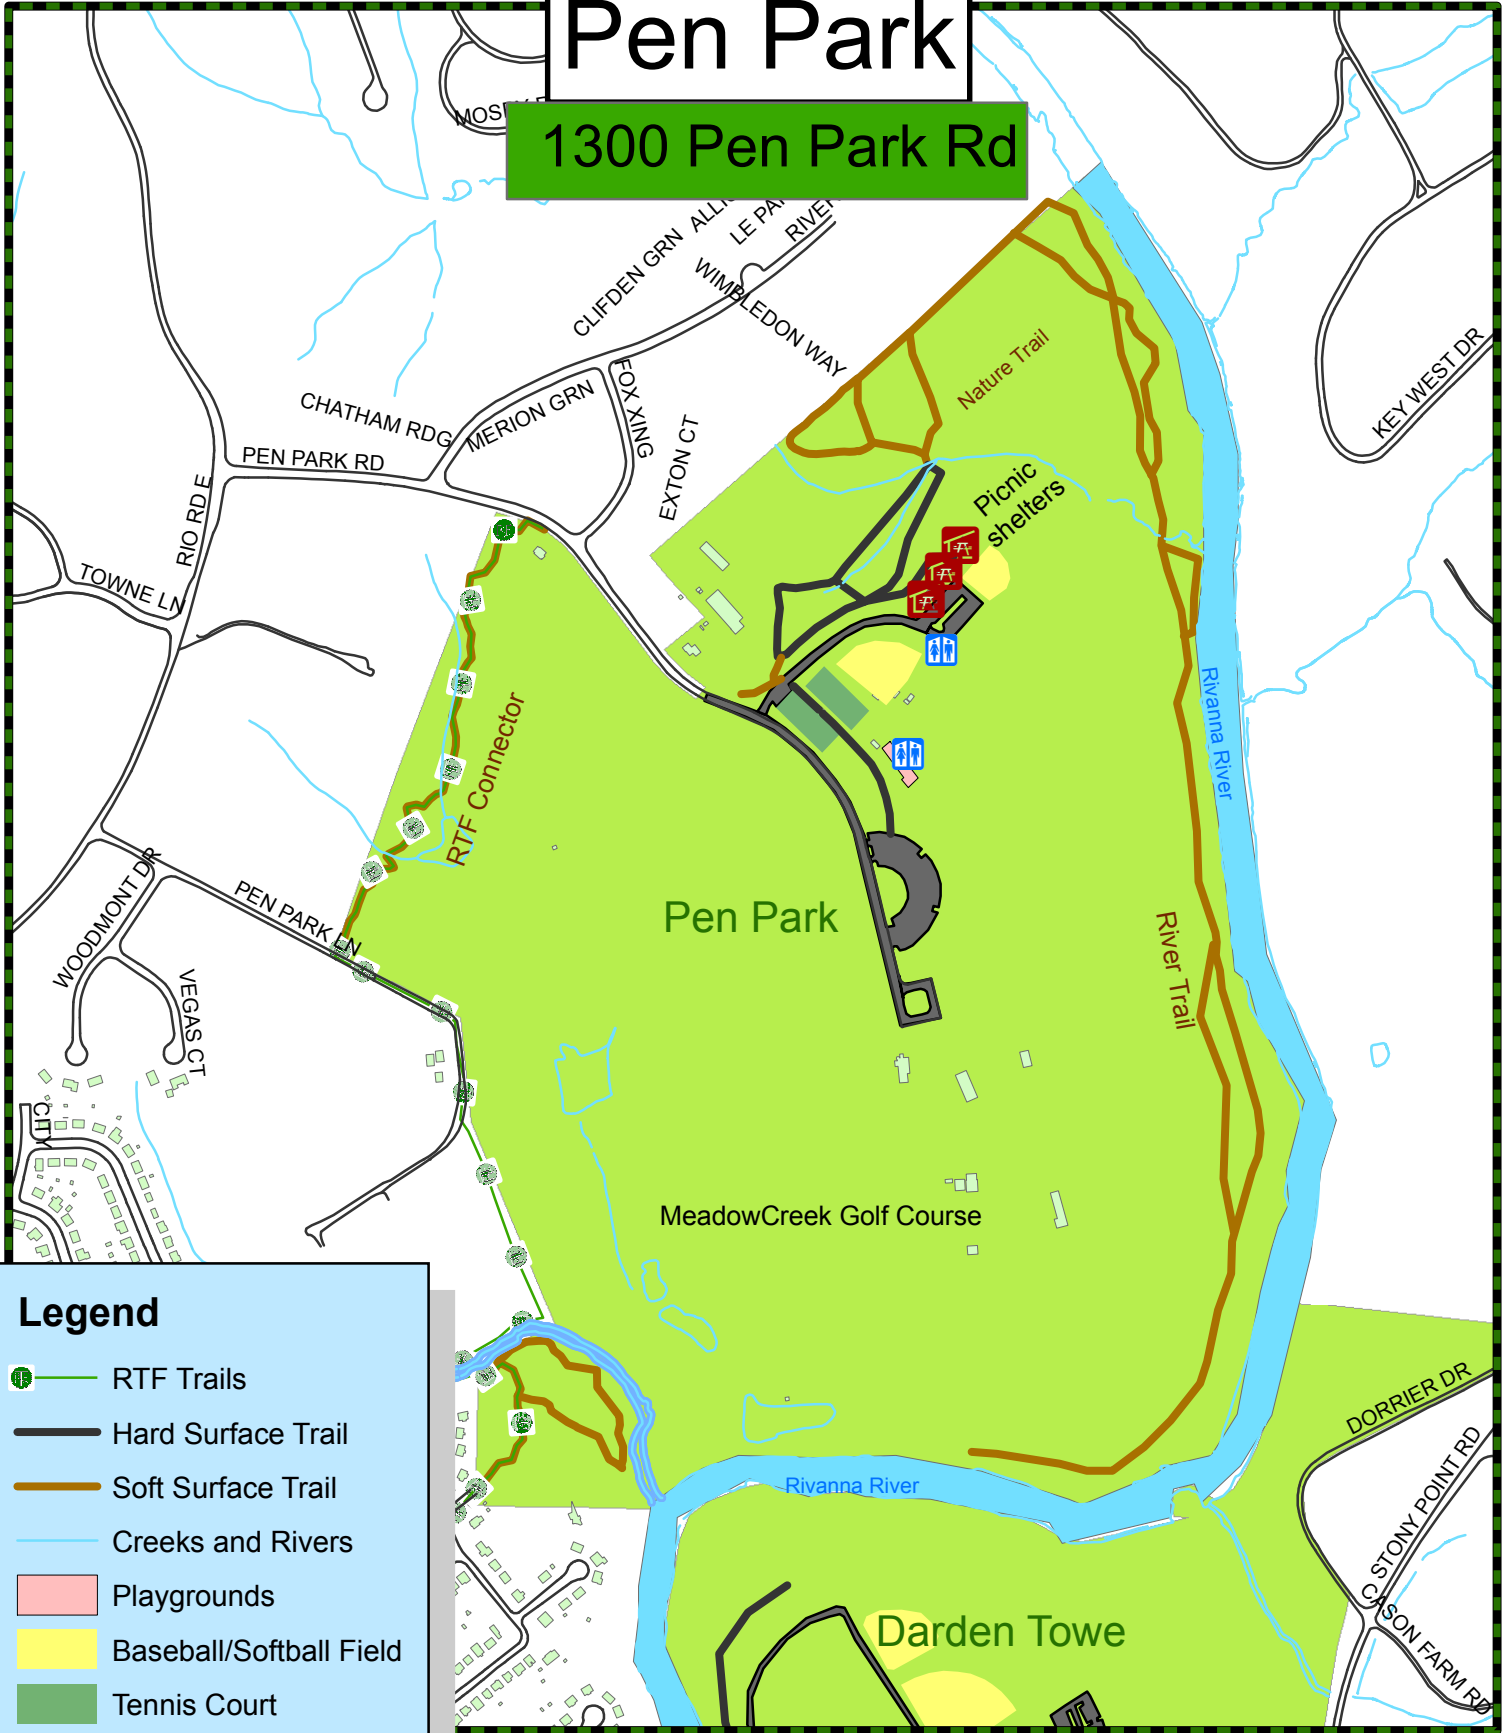 Pen Park
1300 Pen Park Rd
CLIFDEN GRN
WIMBLEDON WAY
KEY WEST DR
CHATHAM RDG
MERION GRN
FOX XING
EXTON CT
PEN PARK RD
RIO RD E
TOWNE LN
Nature Trail
Picnic
shelters
RTF Connector
Rivanna River
WOODMONT DR
PEN PARK LN
VEGAS CT
Pen Park
River Trail
CITY
MeadowCreek Golf Course
Rivanna River
DORRIER DR
STONY POINT RD
CASON FARM RD
Darden Towe
Legend
RTF Trails
Hard Surface Trail
Soft Surface Trail
Creeks and Rivers
Playgrounds
Baseball/Softball Field
Tennis Court